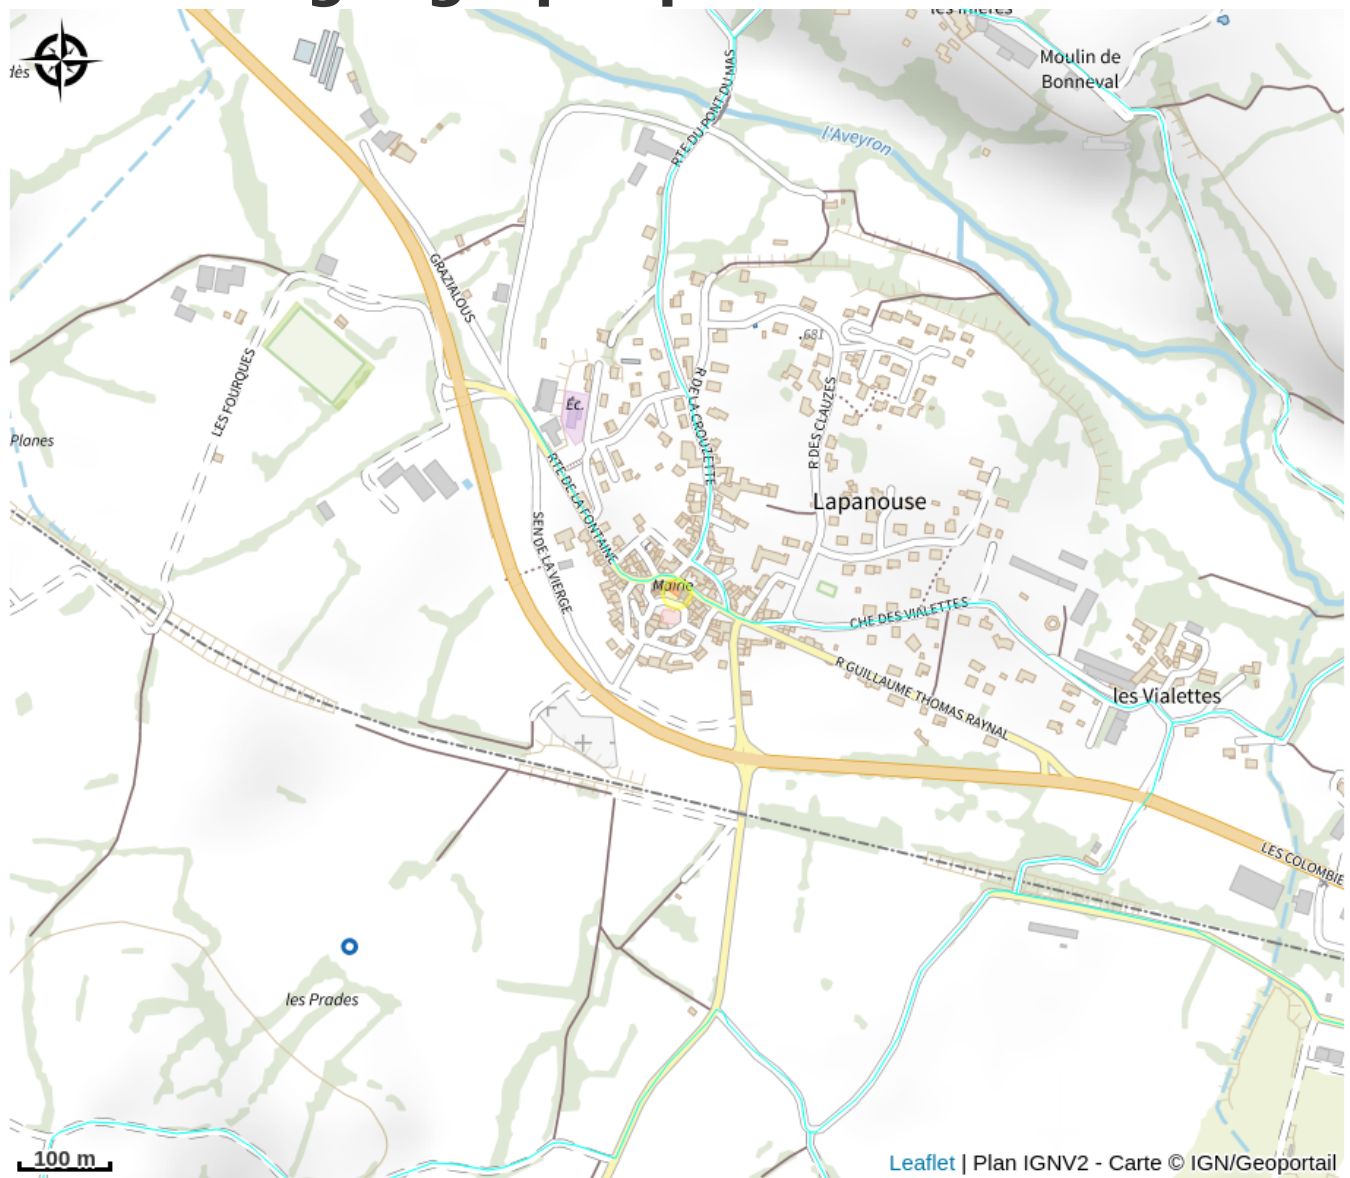 les Infières
Moulin de
Bonneval
RTE DU PONT DU MAS
l'Aveyron
GRAZIALOUS
681
LES FOURQUES
R DE LA CROUZETTE
R DES CLAUZES
Éc.
Planes
RTE DE LA FONTAINE
Lapanouse
SEN DE LA VIERGE
Mairie
CHE DES VIALETTES
R GUILLAUME THOMAS RAYNAL
les Vialettes
LES COLOMBIE
les Prades
100 m
Leaflet | Plan IGNV2 - Carte © IGN/Geoportail